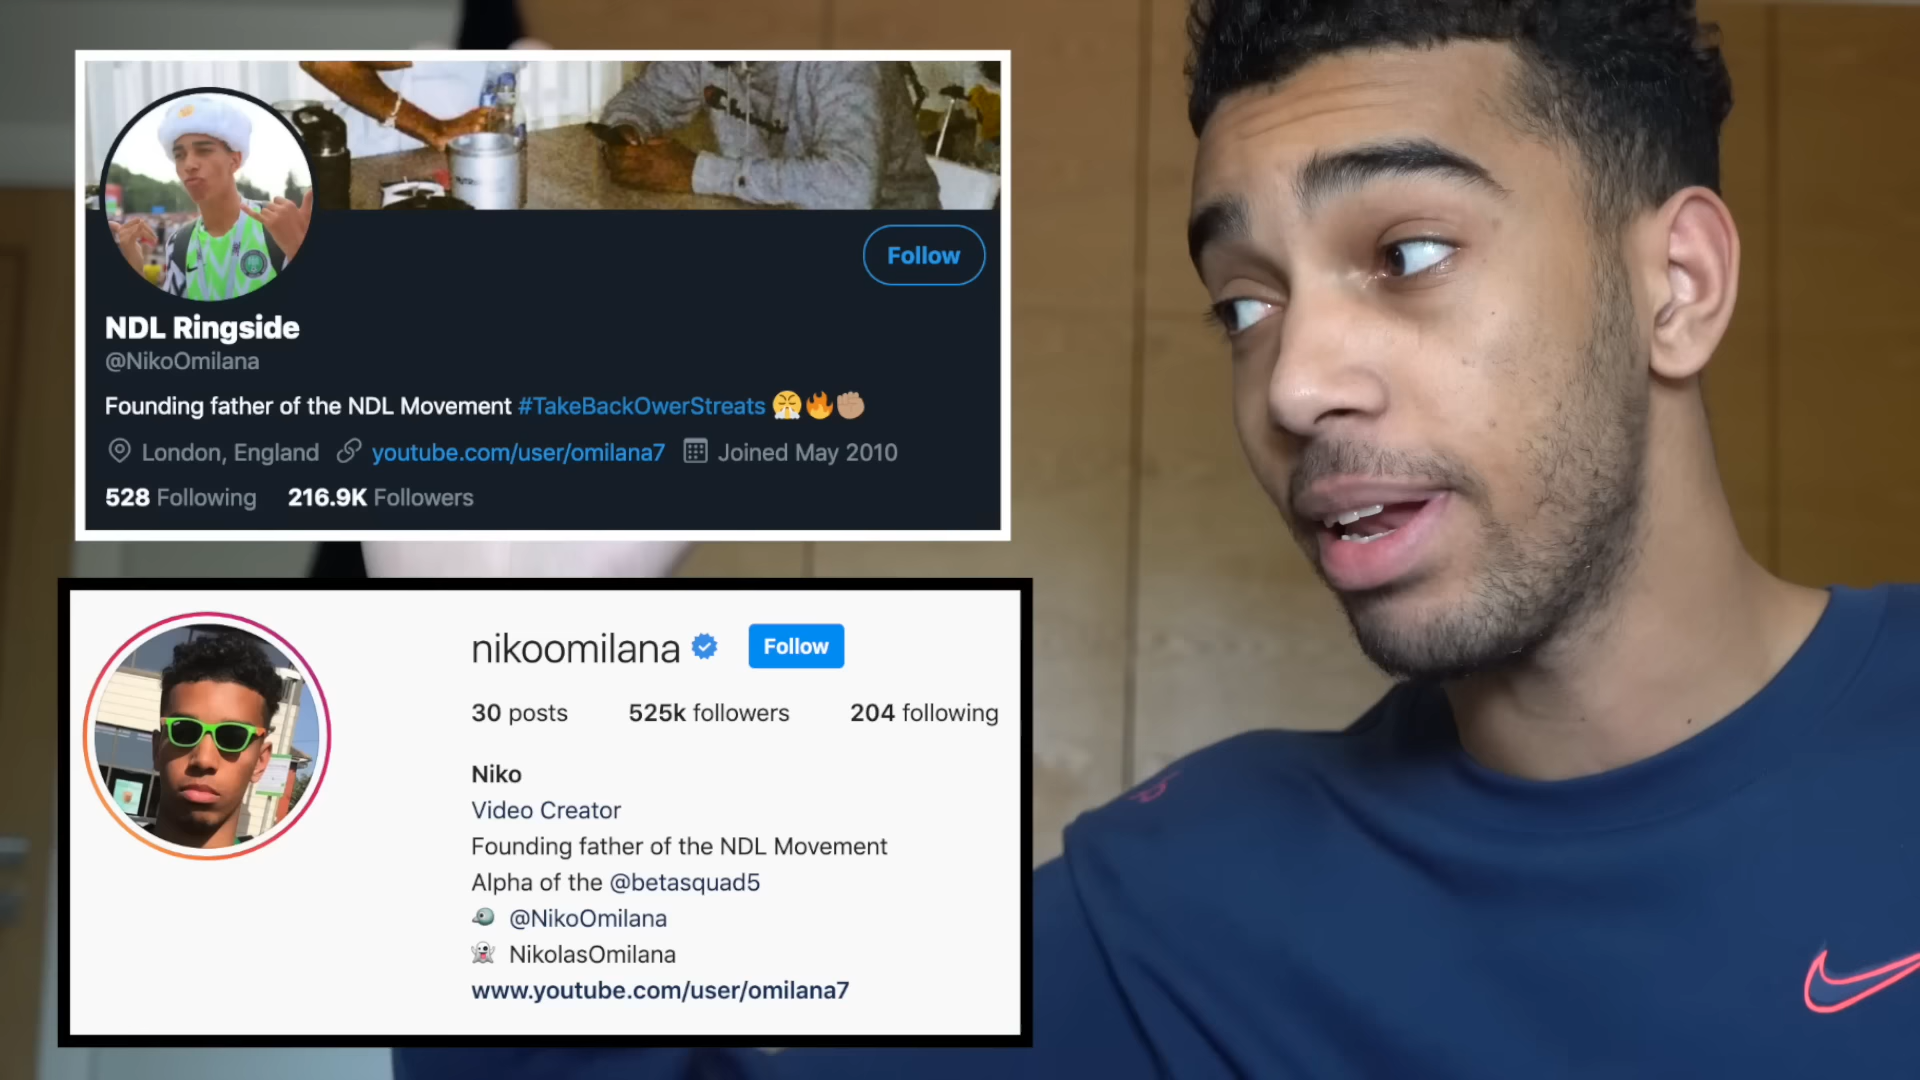 Follow
NDL Ringside
@NikoOmilana
Founding father of the NDL Movement #TakeBackOwerStreats 😤🔥✊🏽
London, England youtube.com/user/omilana7 Joined May 2010
528 Following 216.9K Followers
nikoomilana Follow
30 posts 525k followers 204 following
Niko
Video Creator
Founding father of the NDL Movement
Alpha of the @betasquad5
@NikoOmilana
👻 NikolasOmilana
www.youtube.com/user/omilana7